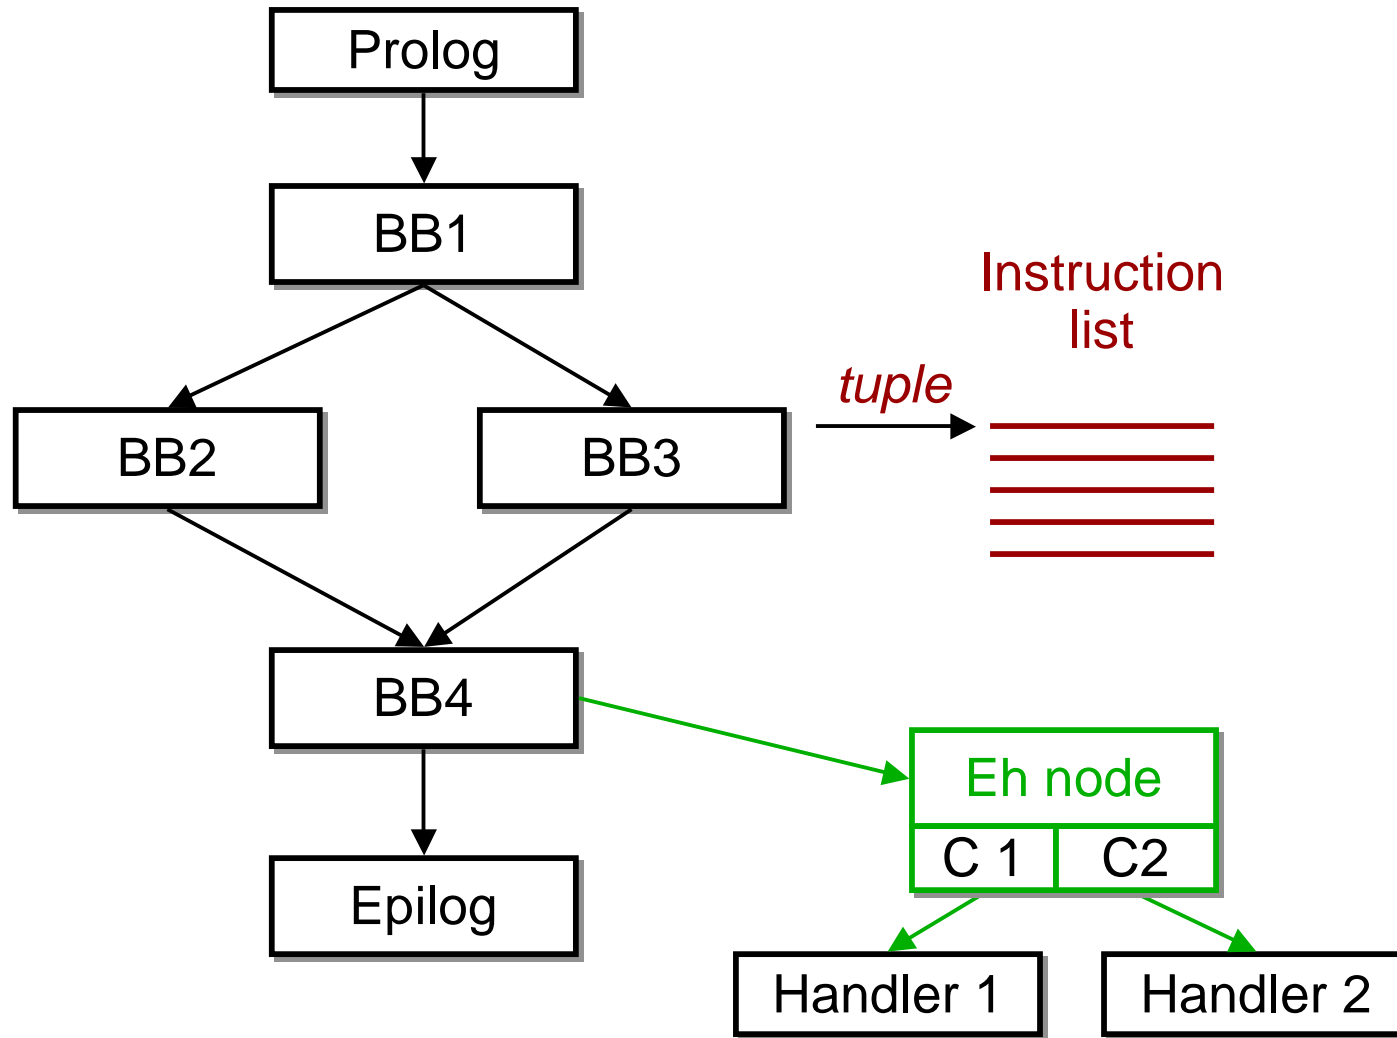 Prolog
BB1
Instruction
list
tuple
BB2
BB3
BB4
Eh node
C 1
C2
Epilog
Handler 1
Handler 2